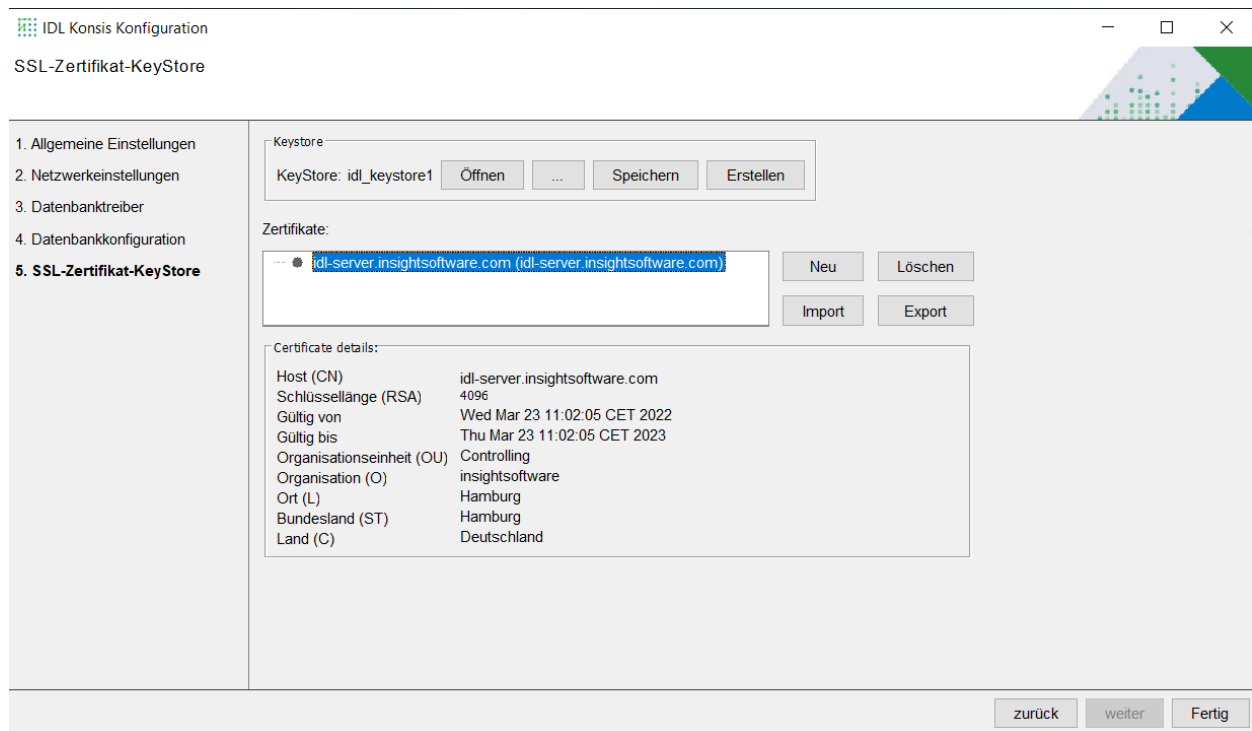 IDL Konsis Konfiguration
SSL-Zertifikat-KeyStore
1. Allgemeine Einstellungen
2. Netzwerkeinstellungen
3. Datenbanktreiber
4. Datenbankkonfiguration
5. SSL-Zertifikat-KeyStore
Keystore
KeyStore: idl_keystore1 Öffnen ... Speichern Erstellen
Zertifikate:
idl-server.insightsoftware.com (idl-server.insightsoftware.com)
Neu Löschen
Import Export
Certificate details:
Host (CN) idl-server.insightsoftware.com
Schlüssellänge (RSA) 4096
Gültig von Wed Mar 23 11:02:05 CET 2022
Gültig bis Thu Mar 23 11:02:05 CET 2023
Organisationseinheit (OU) Controlling
Organisation (O) insightsoftware
Ort (L) Hamburg
Bundesland (ST) Hamburg
Land (C) Deutschland
zurück weiter Fertig